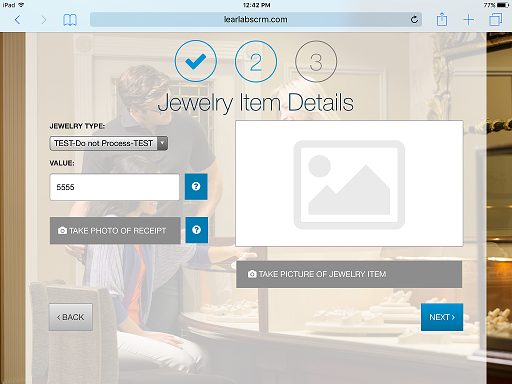 iPad
12:42 PM
77%
learlabscrm.com
2
3
Jewelry Item Details
JEWELRY TYPE:
TEST-Do not Process-TEST
VALUE:
5555
?
TAKE PHOTO OF RECEIPT
?
TAKE PICTURE OF JEWELRY ITEM
‹ BACK
NEXT ›